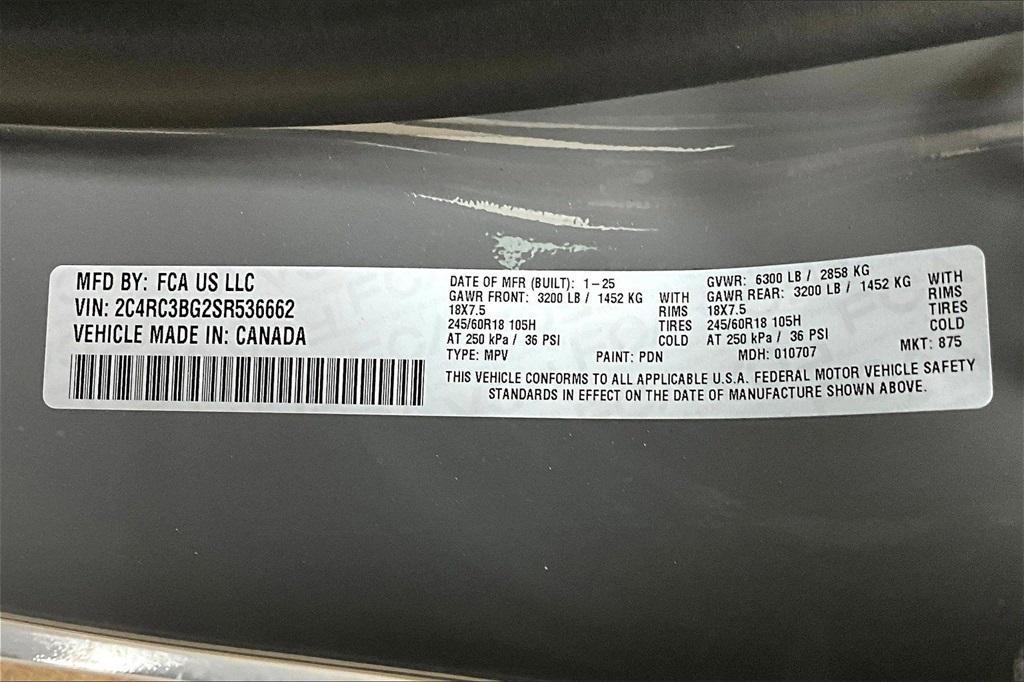 MFD BY: FCA US LLC
VIN: 2C4RC3BG2SR536662
VEHICLE MADE IN: CANADA
DATE OF MFR (BUILT): 1-25
GAWR FRONT: 3200 LB / 1452 KG WITH
18X7.5 RIMS
245/60R18 105H TIRES
AT 250 kPa / 36 PSI COLD
TYPE: MPV PAINT: PDN
GVWR: 6300 LB / 2858 KG
GAWR REAR: 3200 LB / 1452 KG WITH
18X7.5 RIMS
245/60R18 105H TIRES
AT 250 kPa / 36 PSI COLD
MDH: 010707 MKT: 875
THIS VEHICLE CONFORMS TO ALL APPLICABLE U.S.A. FEDERAL MOTOR VEHICLE SAFETY
STANDARDS IN EFFECT ON THE DATE OF MANUFACTURE SHOWN ABOVE.